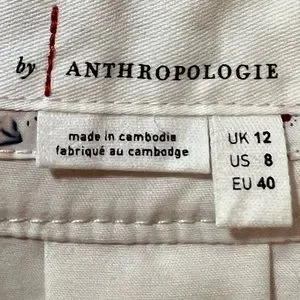 by ANTHROPOLOGIE
made in cambodia
fabriqué au cambodge
UK 12
US 8
EU 40